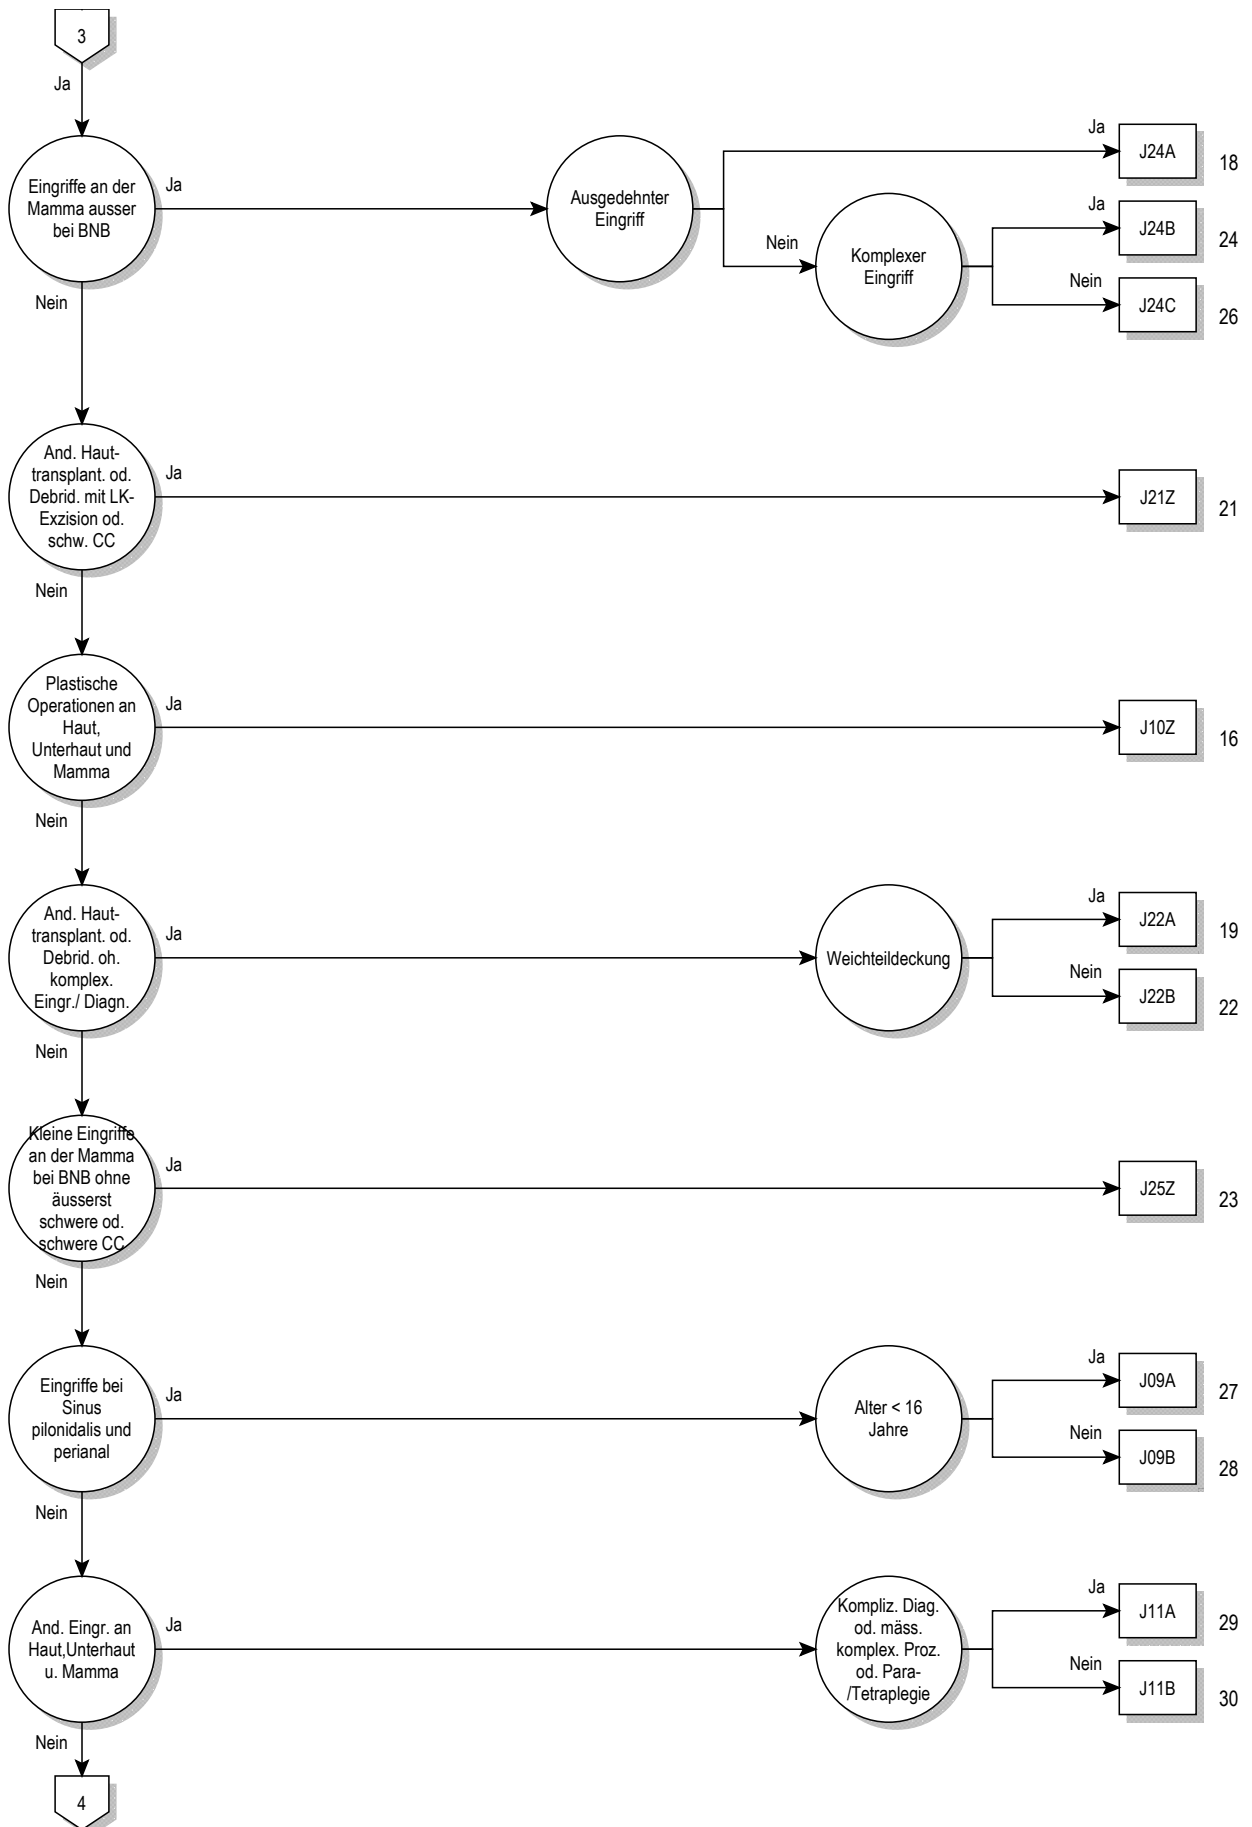 3
Ja
Eingriffe an der
Mamma ausser
bei BNB
Ja
Ausgedehnter
Eingriff
Ja
J24A
18
Nein
Komplexer
Eingriff
Ja
J24B
24
Nein
J24C
26
Nein
And. Haut-
transplant. od.
Debrid. mit LK-
Exzision od.
schw. CC
Ja
J21Z
21
Nein
Plastische
Operationen an
Haut,
Unterhaut und
Mamma
Ja
J10Z
16
Nein
And. Haut-
transplant. od.
Debrid. oh.
komplex.
Eingr./ Diagn.
Ja
Weichteildeckung
Ja
J22A
19
Nein
J22B
22
Nein
Kleine Eingriffe
an der Mamma
bei BNB ohne
äusserst
schwere od.
schwere CC
Ja
J25Z
23
Nein
Eingriffe bei
Sinus
pilonidalis und
perianal
Ja
Alter < 16
Jahre
Ja
J09A
27
Nein
J09B
28
Nein
And. Eingr. an
Haut,Unterhaut
u. Mamma
Ja
Kompliz. Diag.
od. mäss.
komplex. Proz.
od. Para-
/Tetraplegie
Ja
J11A
29
Nein
J11B
30
Nein
4